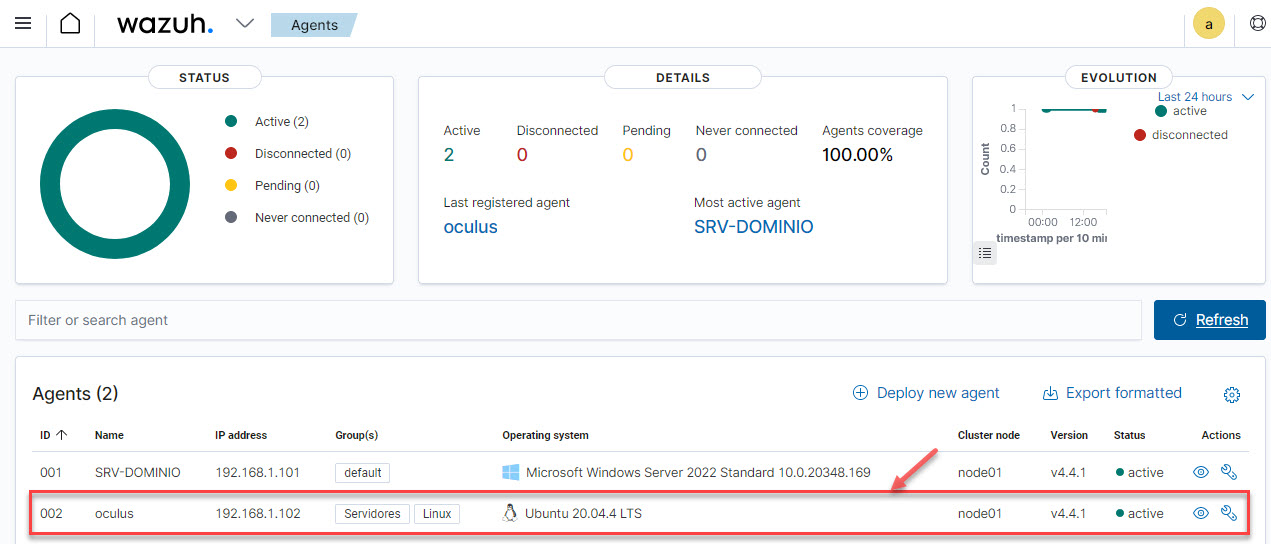 wazuh. Agents a
STATUS
Active (2)
Disconnected (0)
Pending (0)
Never connected (0)
DETAILS
Active Disconnected Pending Never connected Agents coverage
2 0 0 0 100.00%
Last registered agent Most active agent
oculus SRV-DOMINIO
EVOLUTION
Last 24 hours
active
disconnected
Count
1
0.8
0.6
0.4
0.2
0
00:00 12:00
timestamp per 10 min
Filter or search agent Refresh
Agents (2) Deploy new agent Export formatted
ID Name IP address Group(s) Operating system Cluster node Version Status Actions
001 SRV-DOMINIO 192.168.1.101 default Microsoft Windows Server 2022 Standard 10.0.20348.169 node01 v4.4.1 active
002 oculus 192.168.1.102 Servidores Linux Ubuntu 20.04.4 LTS node01 v4.4.1 active